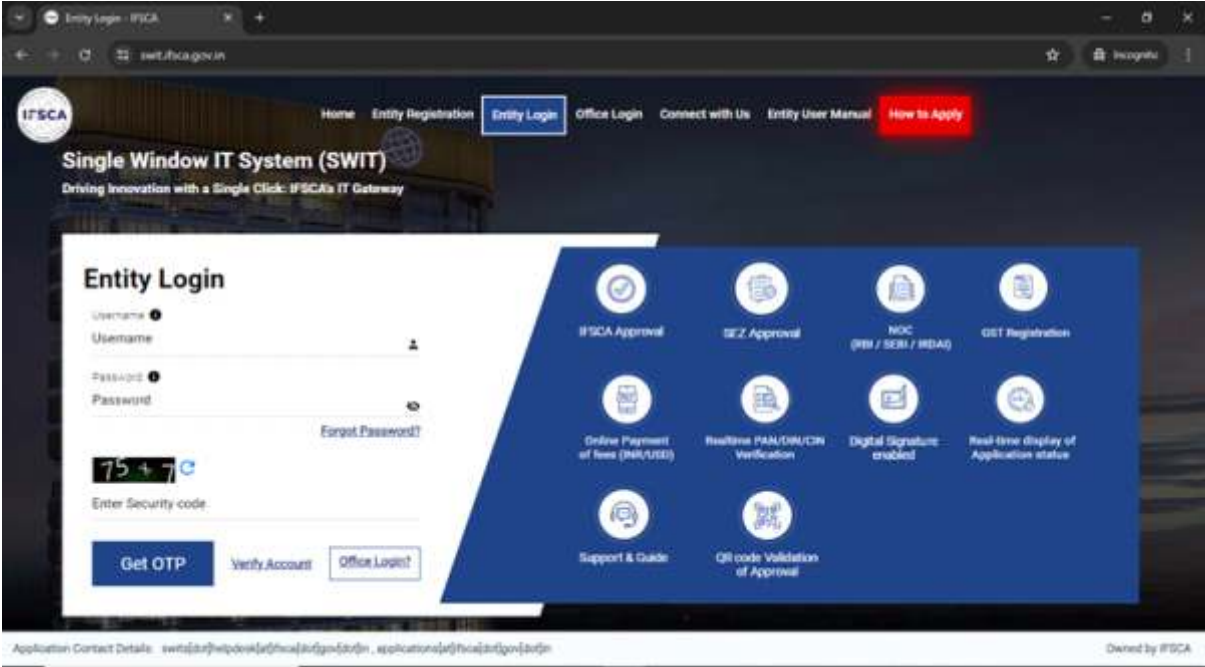 Entity Login - IFSCA
swit.ifsca.gov.in
Incognito
IFSCA
Home Entity Registration Entity Login Office Login Connect with Us Entity User Manual How to Apply
Single Window IT System (SWIT)
Driving Innovation with a Single Click: IFSCA's IT Gateway
Entity Login
Username
Username
Password
Password
Forgot Password?
75 + 7
Enter Security code
Get OTP Verify Account Office Login?
IFSCA Approval
SEZ Approval
NOC
(RBI / SEBI / IRDAI)
GST Registration
Online Payment
of fees (INR/USD)
Realtime PAN/DIN/CIN
Verification
Digital Signature
enabled
Real-time display of
Application status
Support & Guide
QR code Validation
of Approval
Application Contact Details: [dot]helpdesk[at]ifsca[dot]gov[dot]in , applications[at]ifsca[dot]gov[dot]in
Owned by IFSCA